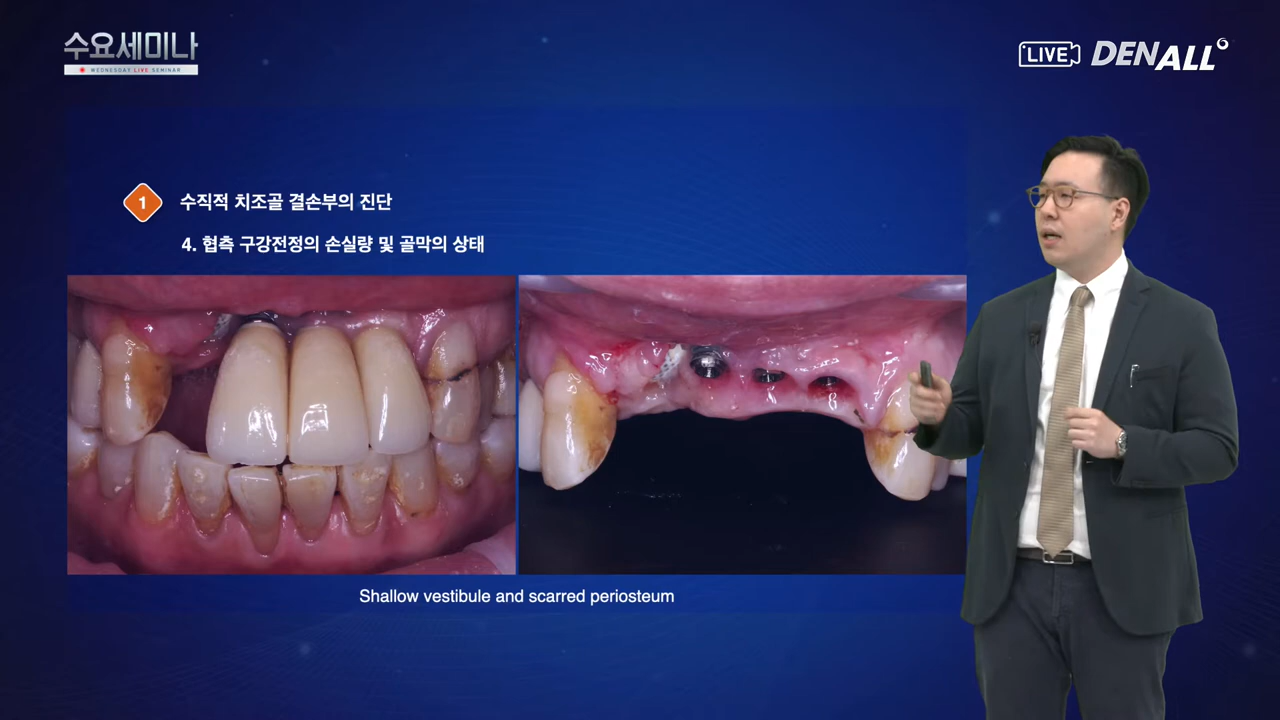 수요세미나
WEDNESDAY LIVE SEMINAR
LIVE DENALL
1 수직적 치조골 결손부의 진단
4. 협측 구강전정의 손실량 및 골막의 상태
Shallow vestibule and scarred periosteum